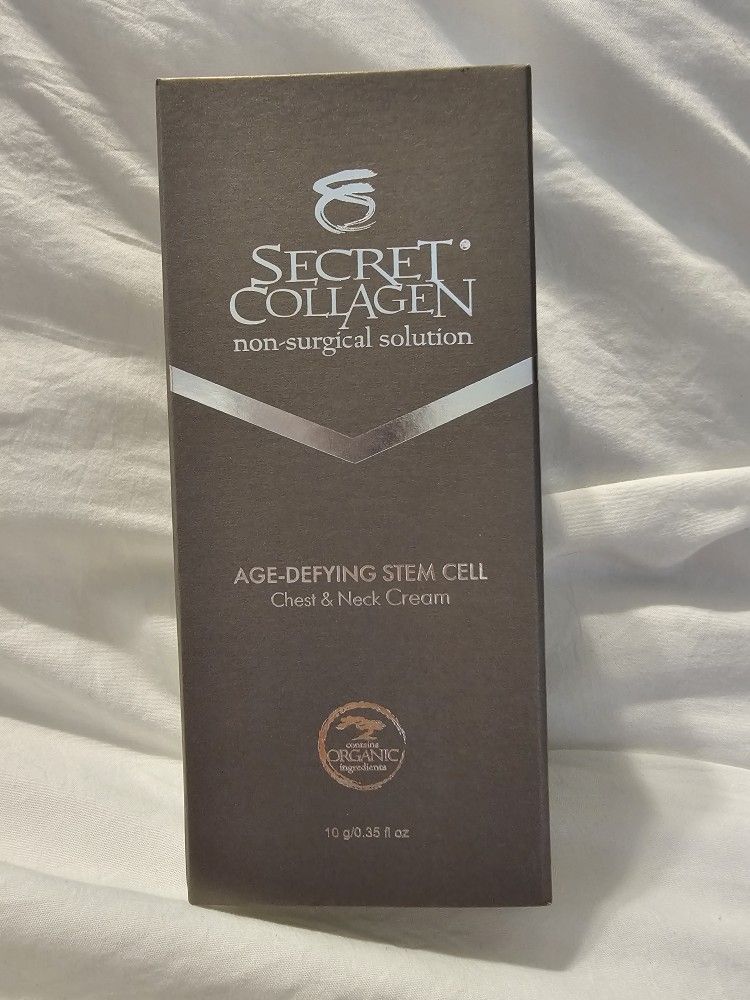 SECRET®
COLLAGEN
non-surgical solution
AGE-DEFYING STEM CELL
Chest & Neck Cream
contains
ORGANIC
ingredients
10 g/0.35 fl oz